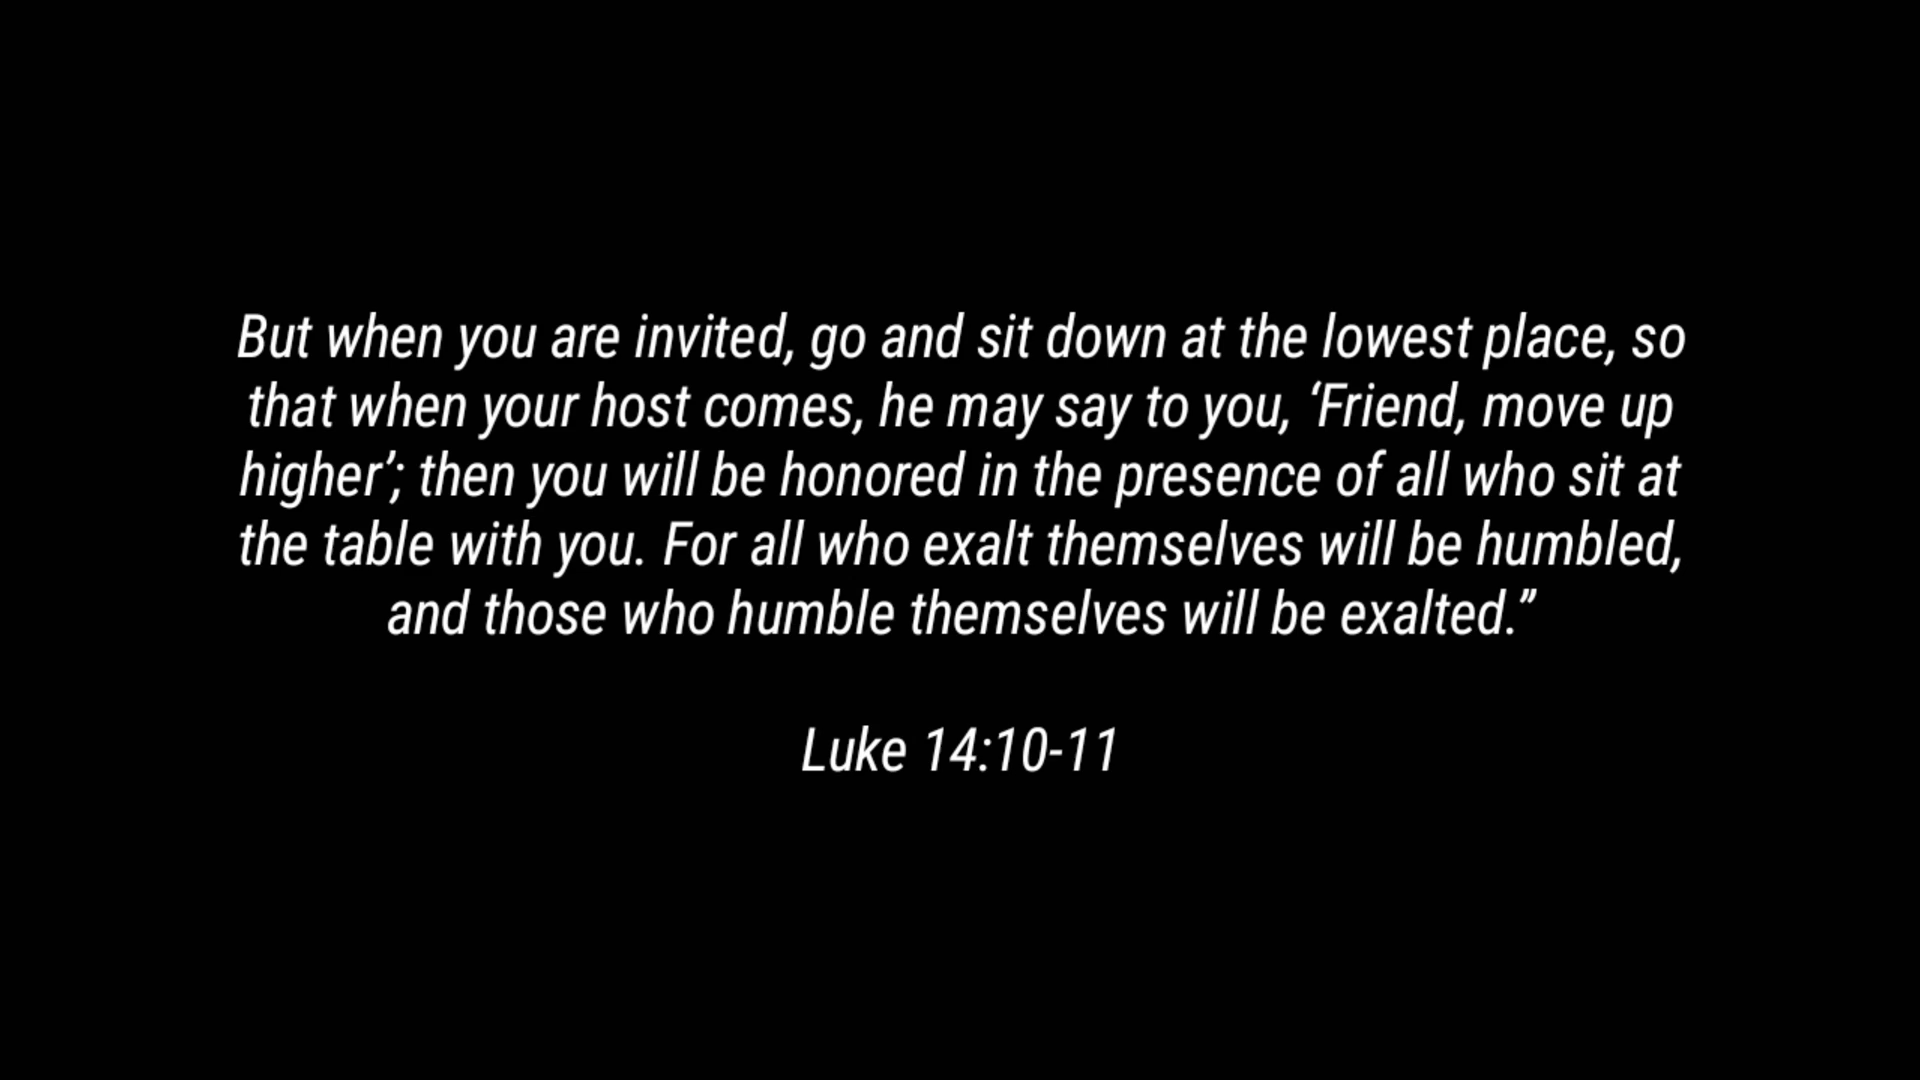 But when you are invited, go and sit down at the lowest place, so
that when your host comes, he may say to you, ‘Friend, move up
higher’; then you will be honored in the presence of all who sit at
the table with you. For all who exalt themselves will be humbled,
and those who humble themselves will be exalted.”
Luke 14:10-11